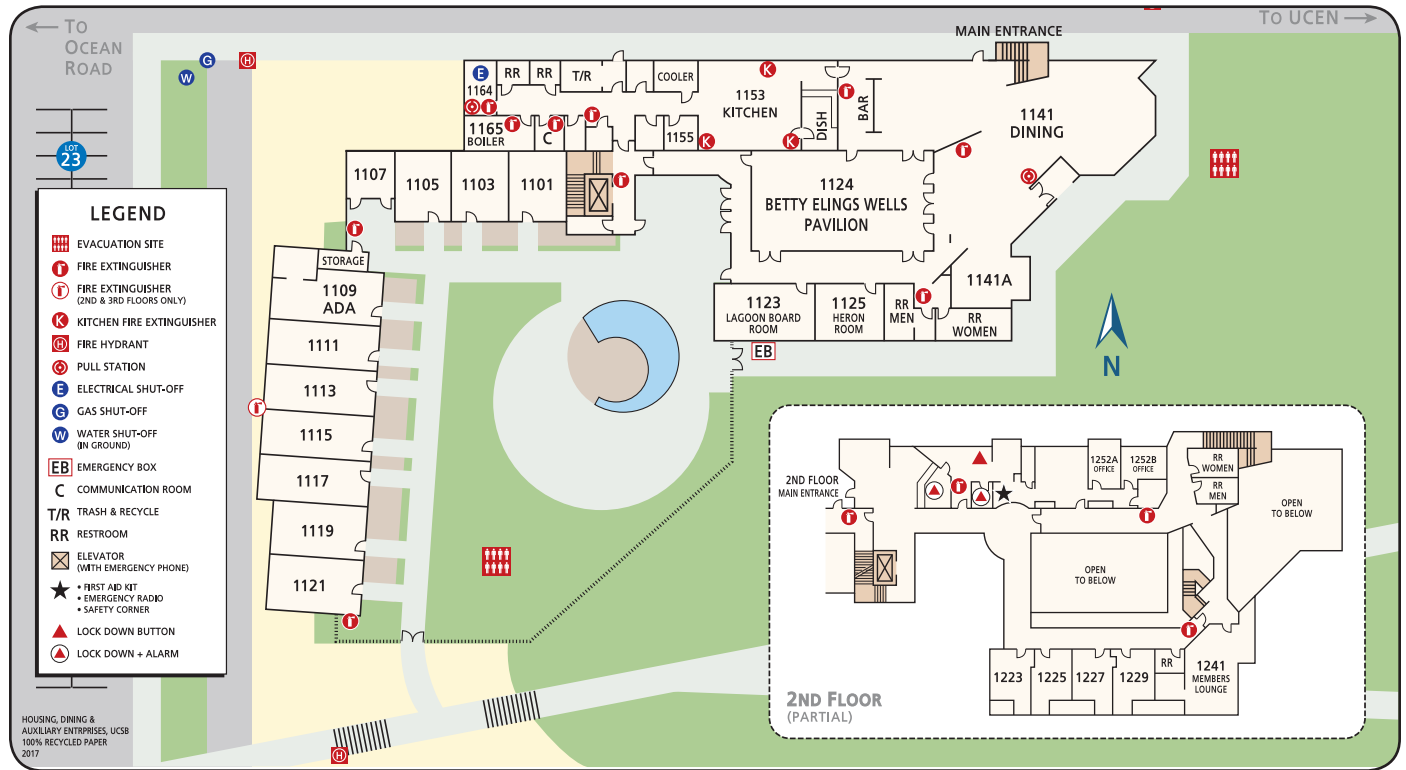 ← To
Ocean
Road
To UCEN →
MAIN ENTRANCE
G
W
H
E
1164
RR
RR
T/R
COOLER
K
1153
KITCHEN
DISH
BAR
1141
DINING
1165
BOILER
C
1155
K
K
LOT
23
1107
1105
1103
1101
1124
BETTY ELINGS WELLS
PAVILION
STORAGE
1109
ADA
1111
1113
1115
1117
1119
1121
1123
LAGOON BOARD
ROOM
1125
HERON
ROOM
RR
MEN
1141A
RR
WOMEN
EB
N
LEGEND
EVACUATION SITE
FIRE EXTINGUISHER
FIRE EXTINGUISHER
(2ND & 3RD FLOORS ONLY)
K KITCHEN FIRE EXTINGUISHER
H FIRE HYDRANT
PULL STATION
E ELECTRICAL SHUT-OFF
G GAS SHUT-OFF
W WATER SHUT-OFF
(IN GROUND)
EB EMERGENCY BOX
C COMMUNICATION ROOM
T/R TRASH & RECYCLE
RR RESTROOM
ELEVATOR
(WITH EMERGENCY PHONE)
• FIRST AID KIT
• EMERGENCY RADIO
• SAFETY CORNER
LOCK DOWN BUTTON
LOCK DOWN + ALARM
2ND FLOOR
MAIN ENTRANCE
1252A
OFFICE
1252B
OFFICE
RR
WOMEN
RR
MEN
OPEN
TO BELOW
OPEN
TO BELOW
1223
1225
1227
1229
RR
1241
MEMBERS
LOUNGE
2ND FLOOR
(PARTIAL)
H
HOUSING, DINING &
AUXILIARY ENTRPRISES, UCSB
100% RECYCLED PAPER
2017